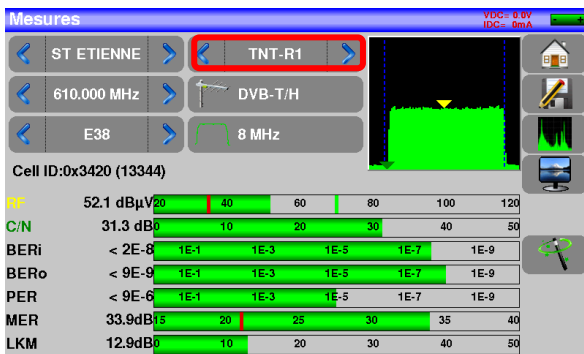 Mesures
VDC= 0.0V
IDC= 0mA
ST ETIENNE
TNT-R1
610.000 MHz
DVB-T/H
E38
8 MHz
Cell ID:0x3420 (13344)
RF 52.1 dBµV 20 40 60 80 100 120
C/N 31.3 dB 0 10 20 30 40 50
BERi < 2E-8 1E-1 1E-3 1E-5 1E-7 1E-9
BERo < 9E-9 1E-1 1E-3 1E-5 1E-7 1E-9
PER < 9E-6 1E-1 1E-3 1E-5 1E-7 1E-9
MER 33.9dB 15 20 25 30 35 40
LKM 12.9dB 0 10 20 30 40 50